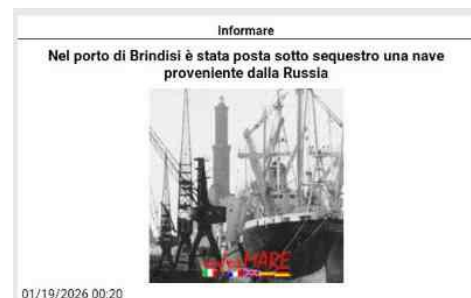 Informare
Nel porto di Brindisi è stata posta sotto sequestro una nave
proveniente dalla Russia
inforMARE
01/19/2026 00:20